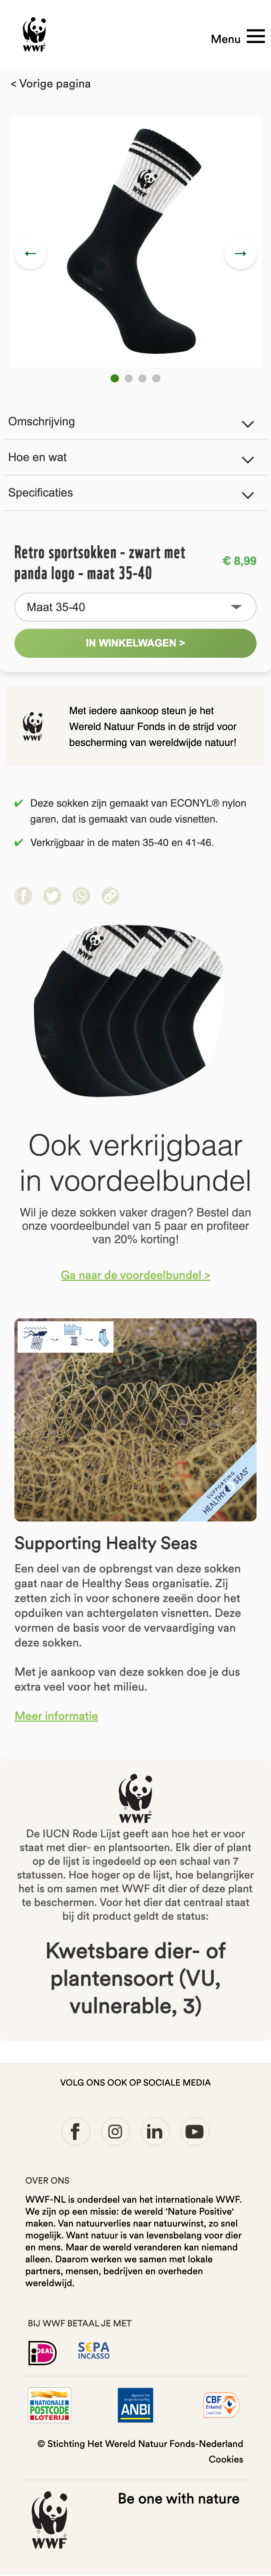 WWF
Menu
< Vorige pagina
Omschrijving
Hoe en wat
Specificaties
Retro sportsokken - zwart met
panda logo - maat 35-40
€ 8,99
Maat 35-40
IN WINKELWAGEN >
Met iedere aankoop steun je het
Wereld Natuur Fonds in de strijd voor
bescherming van wereldwijde natuur!
WWF
Deze sokken zijn gemaakt van ECONYL® nylon
garen, dat is gemaakt van oude visnetten.
Verkrijgbaar in de maten 35-40 en 41-46.
Ook verkrijgbaar
in voordeelbundel
Wil je deze sokken vaker dragen? Bestel dan
onze voordeelbundel van 5 paar en profiteer
van 20% korting!
Ga naar de voordeelbundel >
SUPPORTING
HEALTHY SEAS
Supporting Healty Seas
Een deel van de opbrengst van deze sokken
gaat naar de Healthy Seas organisatie. Zij
zetten zich in voor schonere zeeën door het
opduiken van achtergelaten visnetten. Deze
vormen de basis voor de vervaardiging van
deze sokken.
Met je aankoop van deze sokken doe je dus
extra veel voor het milieu.
Meer informatie
WWF
De IUCN Rode Lijst geeft aan hoe het er voor
staat met dier- en plantsoorten. Elk dier of plant
op de lijst is ingedeeld op een schaal van 7
statussen. Hoe hoger op de lijst, hoe belangrijker
het is om samen met WWF dit dier of deze plant
te beschermen. Voor het dier dat centraal staat
bij dit product geldt de status:
Kwetsbare dier- of
plantensoort (VU,
vulnerable, 3)
VOLG ONS OOK OP SOCIALE MEDIA
OVER ONS
WWF-NL is onderdeel van het internationale WWF.
We zijn op een missie: de wereld 'Nature Positive'
maken. Van natuurverlies naar natuurwinst, zo snel
mogelijk. Want natuur is van levensbelang voor dier
en mens. Maar de wereld veranderen kan niemand
alleen. Daarom werken we samen met lokale
partners, mensen, bedrijven en overheden
wereldwijd.
BIJ WWF BETAAL JE MET
iDEAL
S€PA
INCASSO
NATIONALE
POSTCODE
LOTERIJ
ANBI
CBF
Erkend
© Stichting Het Wereld Natuur Fonds-Nederland
Cookies
WWF
Be one with nature